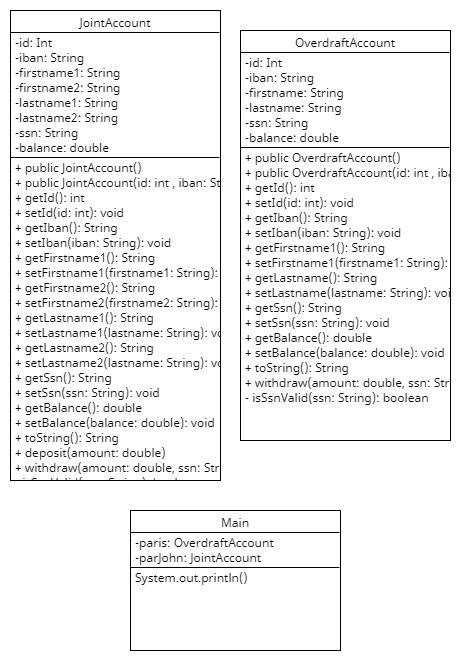 JointAccount
-id: Int
-iban: String
-firstname1: String
-firstname2: String
-lastname1: String
-lastname2: String
-ssn: String
-balance: double
+ public JointAccount()
+ public JointAccount(id: int , iban: St
+ getId(): int
+ setId(id: int): void
+ getIban(): String
+ setIban(iban: String): void
+ getFirstname1(): String
+ setFirstname1(firstname1: String):
+ getFirstname2(): String
+ setFirstname2(firstname2: String):
+ getLastname1(): String
+ setLastname1(lastname: String): vo
+ getLastname2(): String
+ setLastname2(lastname: String): vo
+ getSsn(): String
+ setSsn(ssn: String): void
+ getBalance(): double
+ setBalance(balance: double): void
+ toString(): String
+ deposit(amount: double)
+ withdraw(amount: double, ssn: Str
OverdraftAccount
-id: Int
-iban: String
-firstname: String
-lastname: String
-ssn: String
-balance: double
+ public OverdraftAccount()
+ public OverdraftAccount(id: int , iba
+ getId(): int
+ setId(id: int): void
+ getIban(): String
+ setIban(iban: String): void
+ getFirstname1(): String
+ setFirstname1(firstname1: String):
+ getLastname(): String
+ setLastname(lastname: String): voi
+ getSsn(): String
+ setSsn(ssn: String): void
+ getBalance(): double
+ setBalance(balance: double): void
+ toString(): String
+ withdraw(amount: double, ssn: Str
- isSsnValid(ssn: String): boolean
Main
-paris: OverdraftAccount
-parJohn: JointAccount
System.out.println()